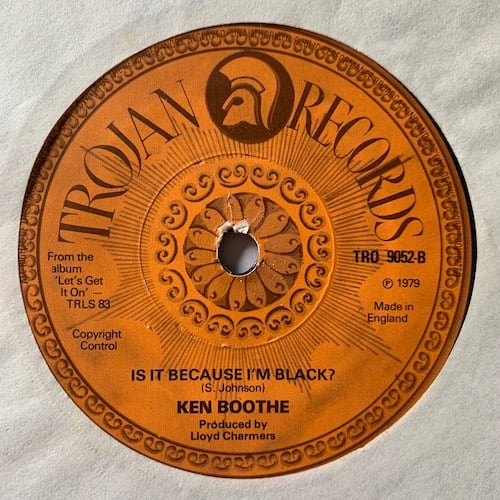 TROJAN RECORDS
From the
album
'Let's Get
It On' —
TRLS 83
Copyright
Control
TRO 9052-B
℗ 1979
Made in
England
IS IT BECAUSE I'M BLACK?
(S. Johnson)
KEN BOOTHE
Produced by
Lloyd Charmers